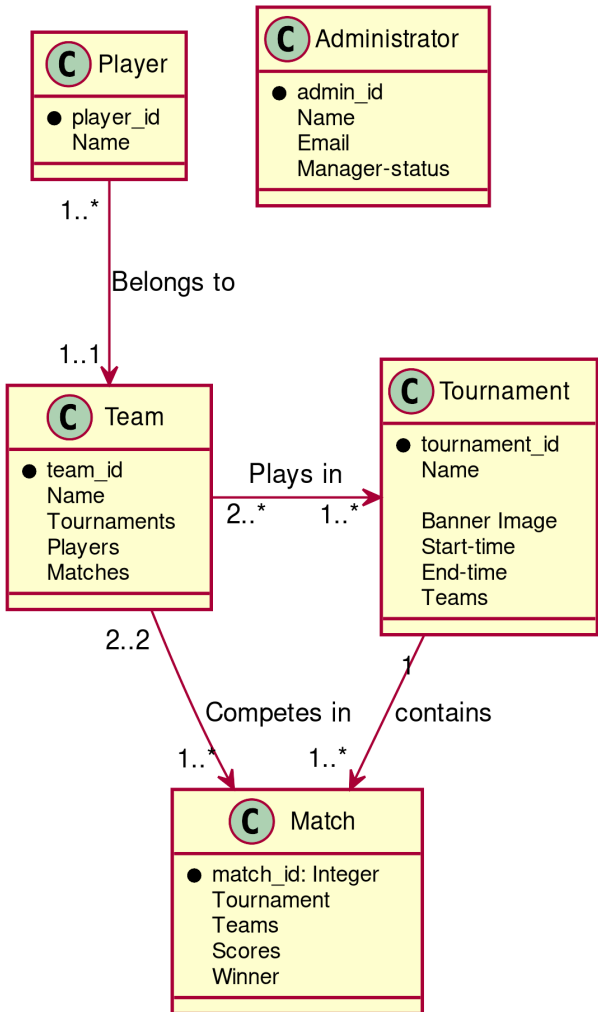 C Player
player_id
Name
C Administrator
admin_id
Name
Email
Manager-status
1..*
Belongs to
1..1
C Team
team_id
Name
Tournaments
Players
Matches
Plays in
2..*
1..*
C Tournament
tournament_id
Name
Banner Image
Start-time
End-time
Teams
2..2
Competes in
1..*
1
contains
1..*
C Match
match_id: Integer
Tournament
Teams
Scores
Winner